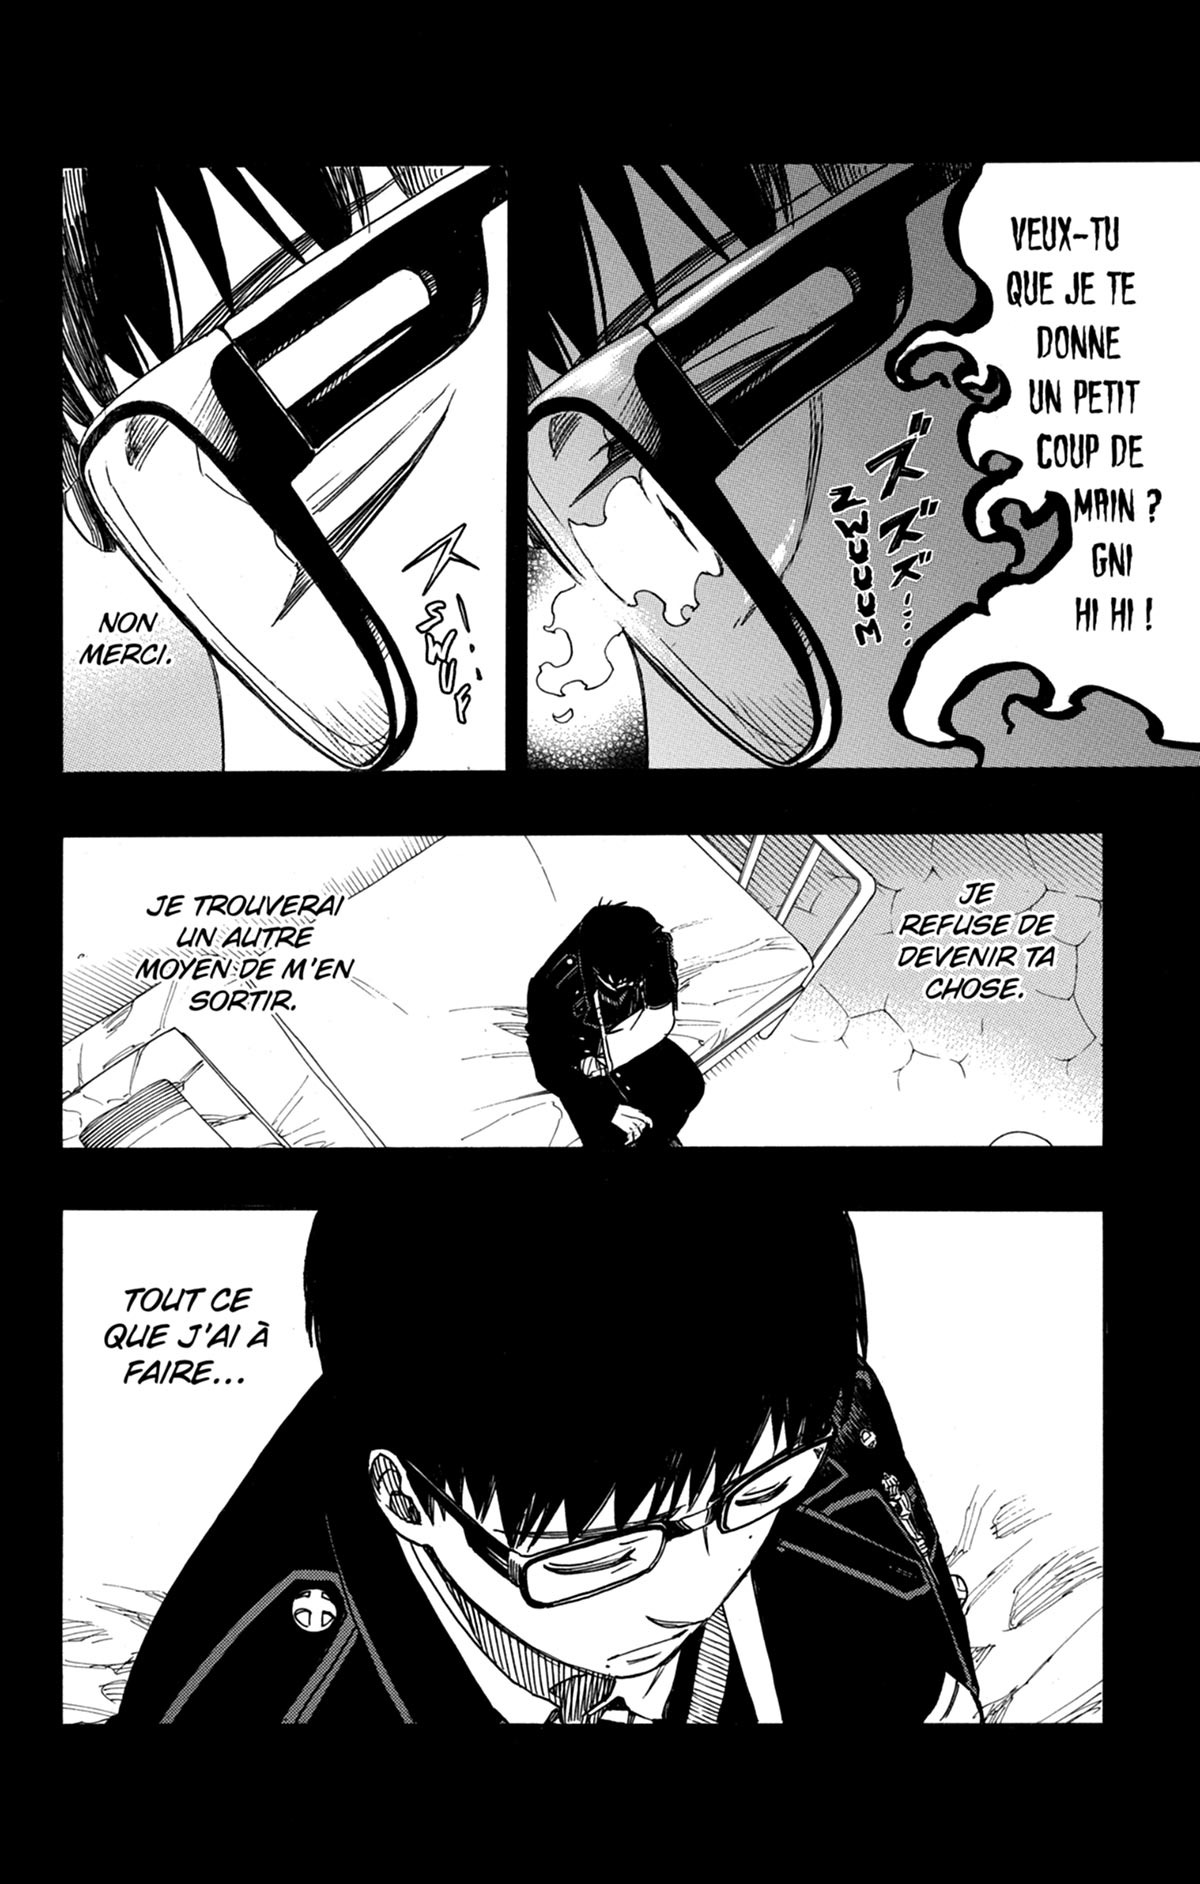 VEUX-TU
QUE JE TE
DONNE
UN PETIT
COUP DE
MAIN ?
GNI
HI HI !
ズズズ...
ZWUUUM
ス...
SWUF
NON
MERCI.
JE
REFUSE DE
DEVENIR TA
CHOSE.
JE TROUVERAI
UN AUTRE
MOYEN DE M'EN
SORTIR.
TOUT CE
QUE J'AI À
FAIRE...